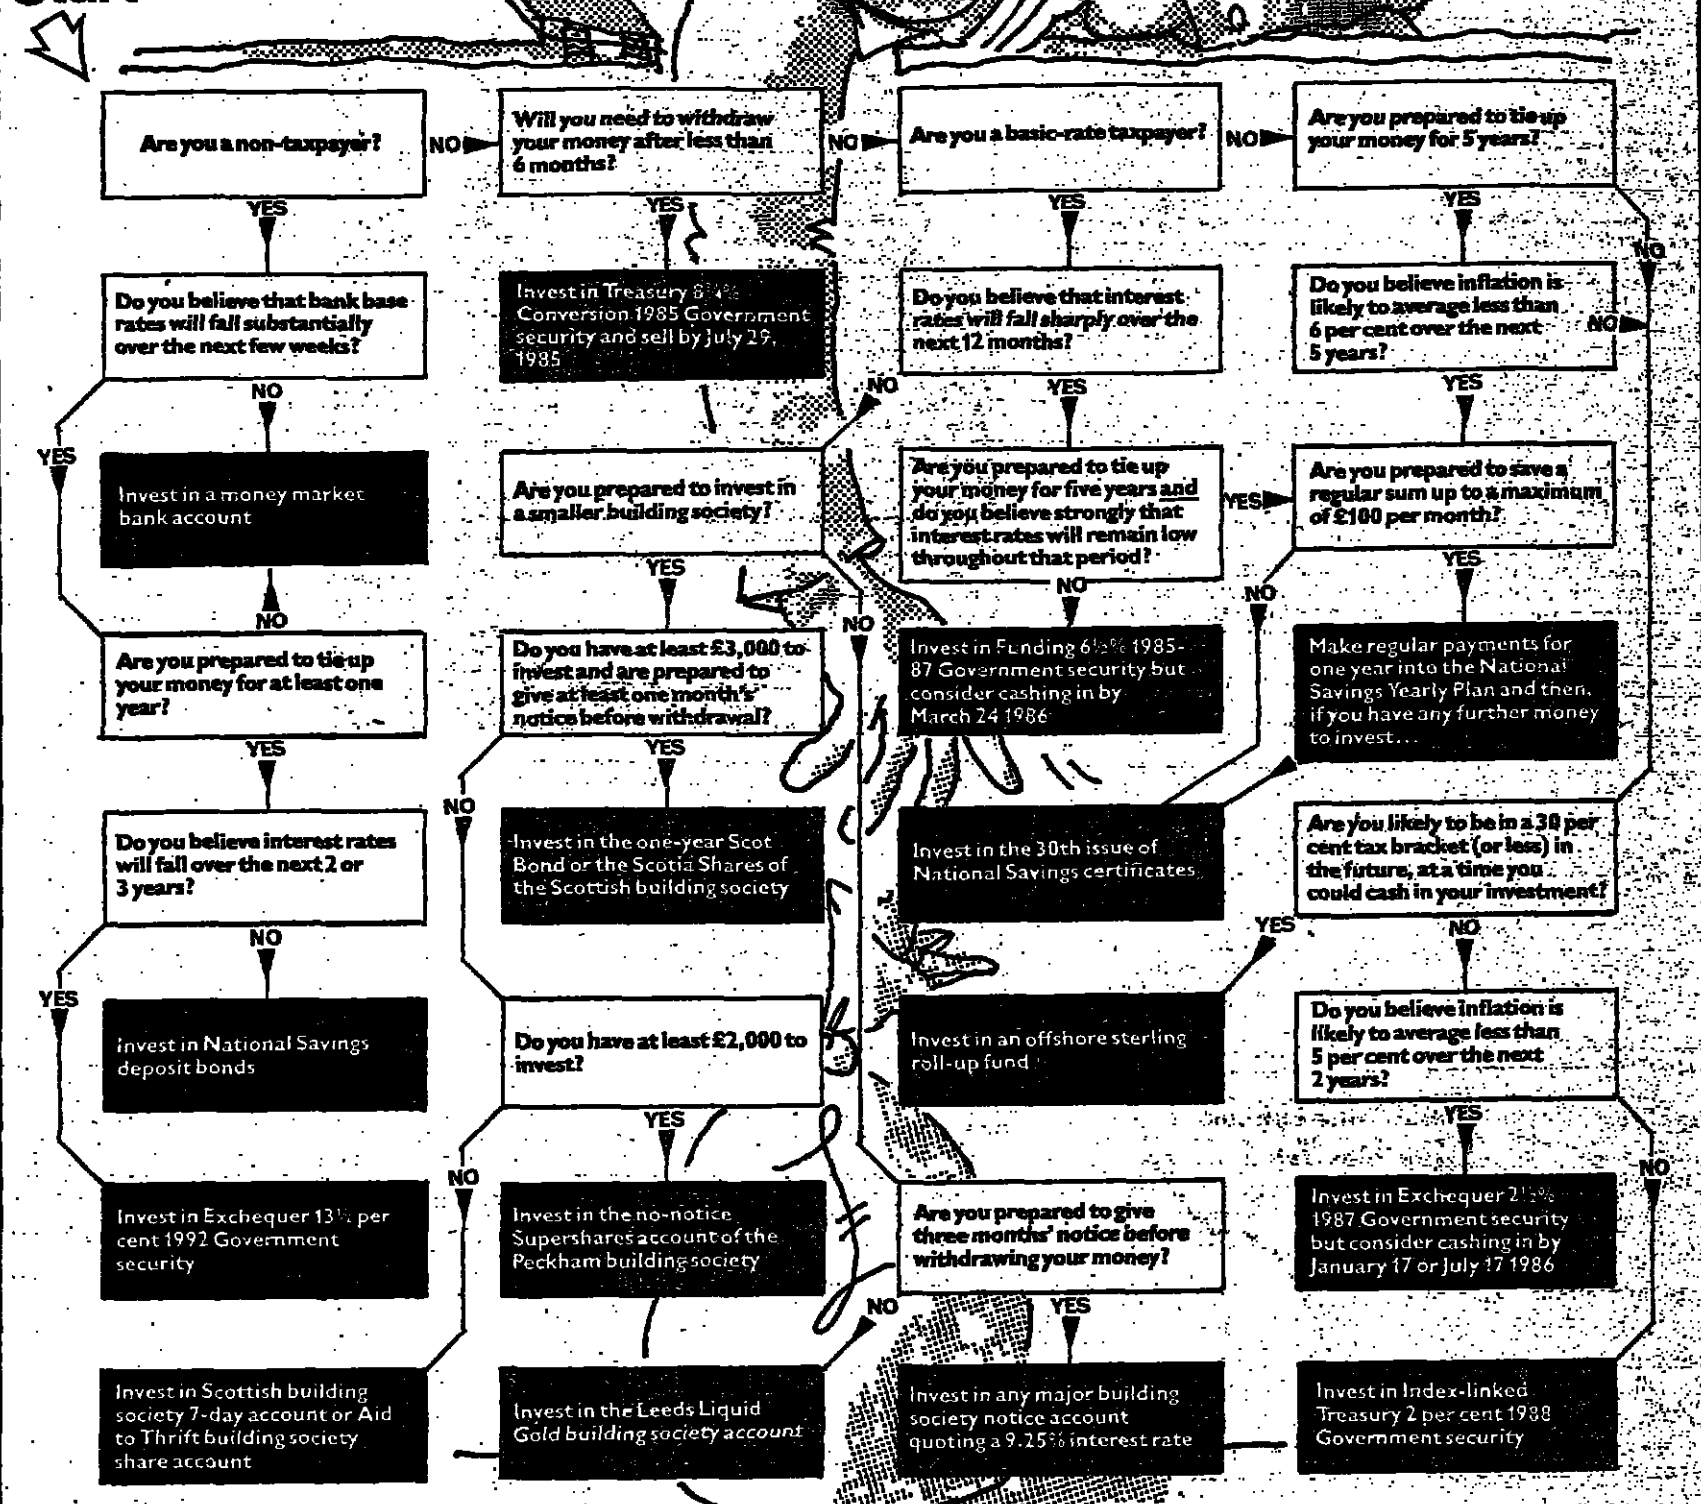 Are you a non-taxpayer?
NO
Will you need to withdraw
your money after less than
6 months?
NO
Are you a basic-rate taxpayer?
NO
Are you prepared to tie up
your money for 5 years?
YES
YES
YES
YES
NO
Do you believe that bank base
rates will fall substantially
over the next few weeks?
Invest in Treasury 8¾%
Conversion 1985 Government
security and sell by July 29,
1985
Do you believe that interest
rates will fall sharply over the
next 12 months?
Do you believe inflation is
likely to average less than
6 per cent over the next
5 years?
NO
NO
NO
YES
YES
YES
Invest in a money market
bank account
Are you prepared to invest in
a smaller building society?
Are you prepared to tie up
your money for five years and
do you believe strongly that
interest rates will remain low
throughout that period?
YES
Are you prepared to save a
regular sum up to a maximum
of £100 per month?
NO
YES
NO
NO
NO
YES
Are you prepared to tie up
your money for at least one
year?
Do you have at least £3,000 to
invest and are prepared to
give at least one month's
notice before withdrawal?
Invest in Funding 6½% 1985-
87 Government security but
consider cashing in by
March 24 1986
Make regular payments for
one year into the National
Savings Yearly Plan and then,
if you have any further money
to invest...
YES
YES
NO
Do you believe interest rates
will fall over the next 2 or
3 years?
Invest in the one-year Scot
Bond or the Scotia Shares of
the Scottish building society
Invest in the 30th issue of
National Savings certificates
Are you likely to be in a 30 per
cent tax bracket (or less) in
the future, at a time you
could cash in your investment?
NO
YES
YES
NO
Invest in National Savings
deposit bonds
Do you have at least £2,000 to
invest?
Invest in an offshore sterling
roll-up fund
Do you believe inflation is
likely to average less than
5 per cent over the next
2 years?
YES
NO
YES
NO
Invest in Exchequer 13½ per
cent 1992 Government
security
Invest in the no-notice
Supershares account of the
Peckham building society
Are you prepared to give
three months' notice before
withdrawing your money?
Invest in Exchequer 2½%
1987 Government security
but consider cashing in by
January 17 or July 17 1986
NO
YES
Invest in Scottish building
society 7-day account or Aid
to Thrift building society
share account
Invest in the Leeds Liquid
Gold building society account
Invest in any major building
society notice account
quoting a 9.25% interest rate
Invest in Index-linked
Treasury 2 per cent 1988
Government security